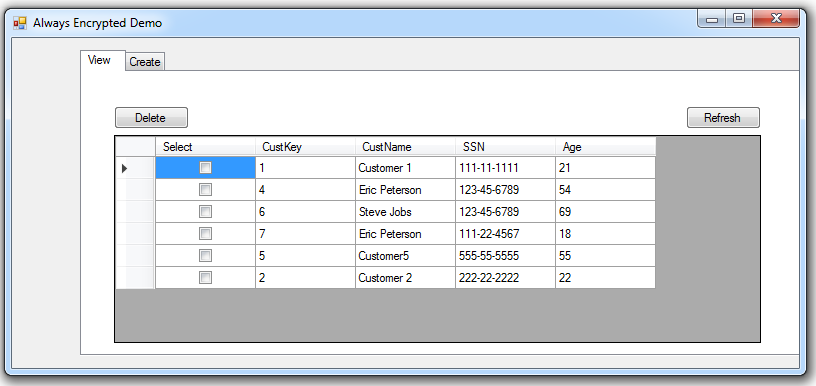 Always Encrypted Demo
View Create
Delete Refresh
Select CustKey CustName SSN Age
1 Customer 1 111-11-1111 21
4 Eric Peterson 123-45-6789 54
6 Steve Jobs 123-45-6789 69
7 Eric Peterson 111-22-4567 18
5 Customer5 555-55-5555 55
2 Customer 2 222-22-2222 22